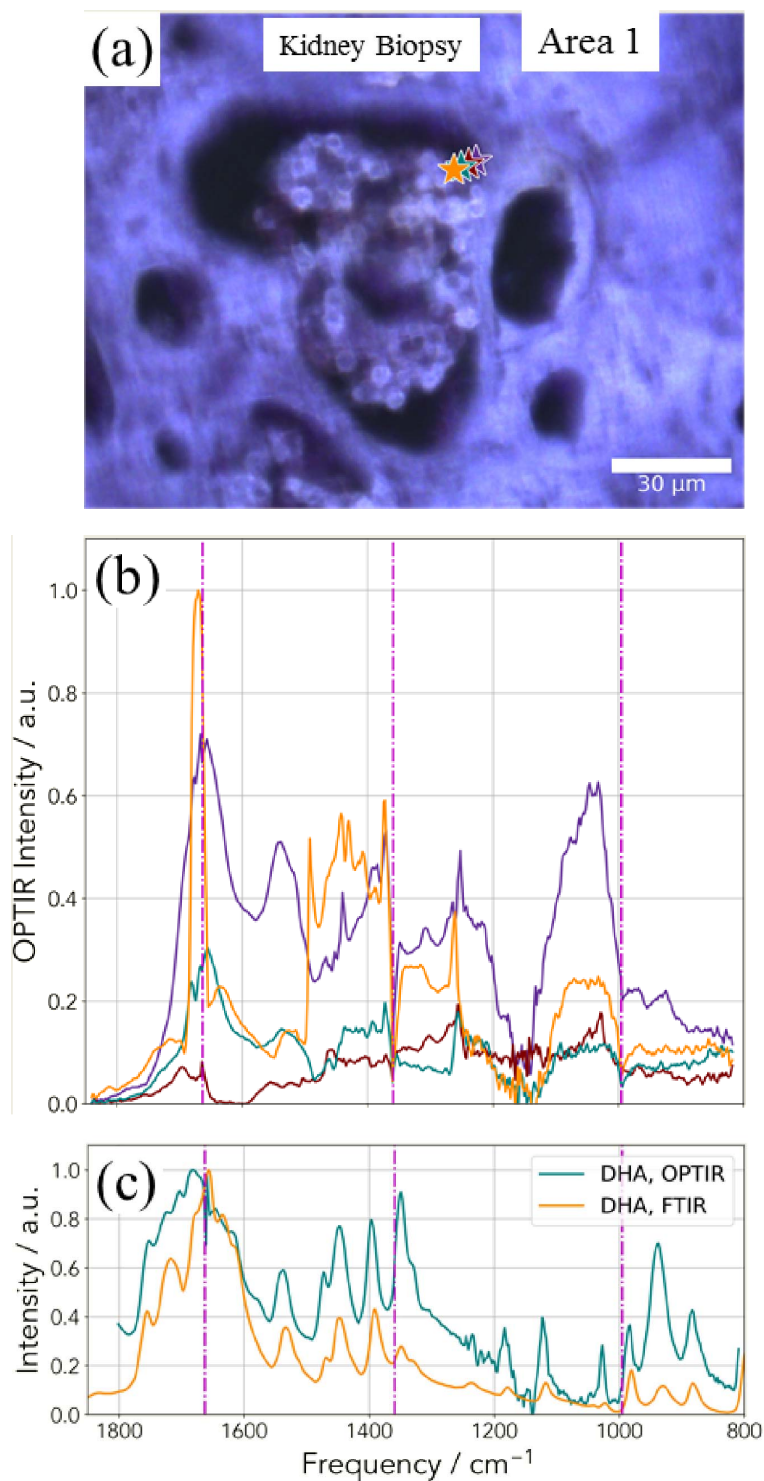 (a)
Kidney Biopsy
Area 1
30 μm
(b)
OPTIR Intensity / a.u.
1.0
0.8
0.6
0.4
0.2
0.0
(c)
Intensity / a.u.
1.0
0.8
0.6
0.4
0.2
0.0
DHA, OPTIR
DHA, FTIR
1800 1600 1400 1200 1000 800
Frequency / cm⁻¹